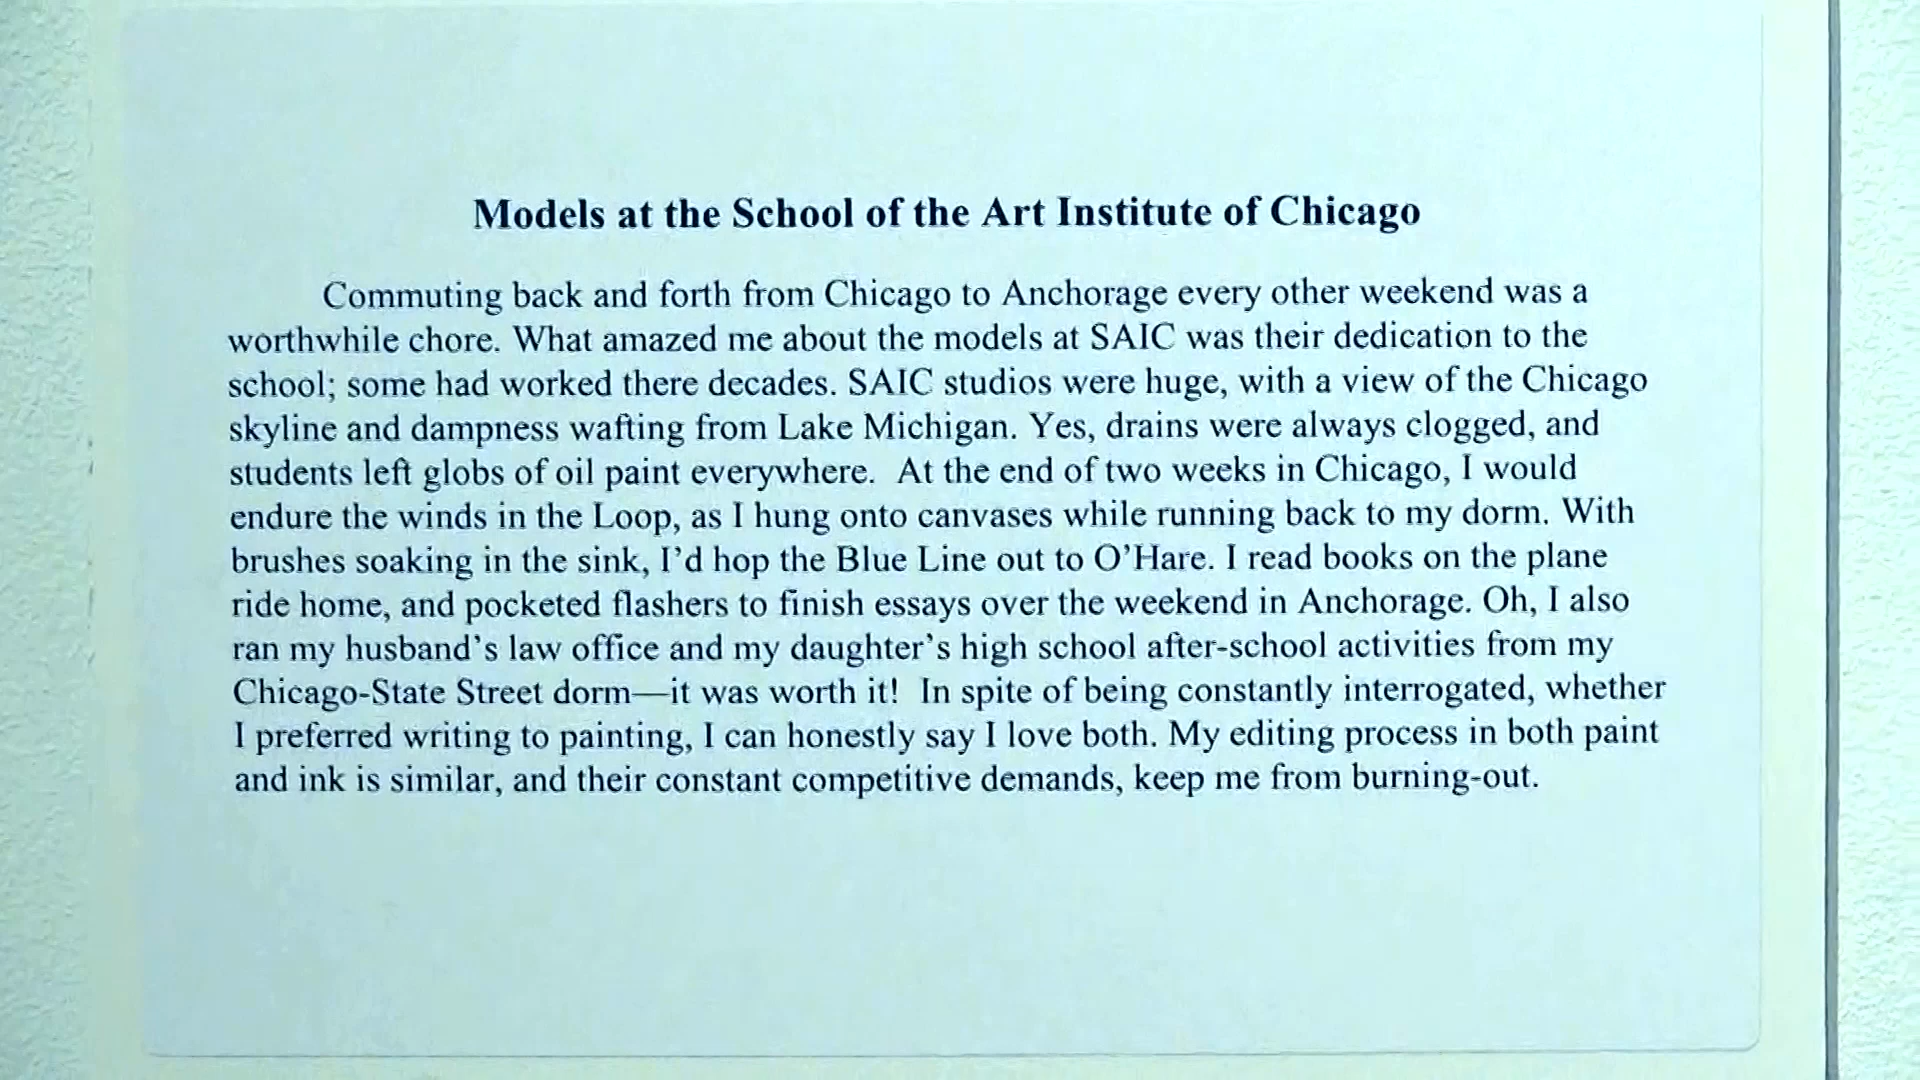 Models at the School of the Art Institute of Chicago
Commuting back and forth from Chicago to Anchorage every other weekend was a
worthwhile chore. What amazed me about the models at SAIC was their dedication to the
school; some had worked there decades. SAIC studios were huge, with a view of the Chicago
skyline and dampness wafting from Lake Michigan. Yes, drains were always clogged, and
students left globs of oil paint everywhere.  At the end of two weeks in Chicago, I would
endure the winds in the Loop, as I hung onto canvases while running back to my dorm. With
brushes soaking in the sink, I’d hop the Blue Line out to O’Hare. I read books on the plane
ride home, and pocketed flashers to finish essays over the weekend in Anchorage. Oh, I also
ran my husband’s law office and my daughter’s high school after-school activities from my
Chicago-State Street dorm—it was worth it!  In spite of being constantly interrogated, whether
I preferred writing to painting, I can honestly say I love both. My editing process in both paint
and ink is similar, and their constant competitive demands, keep me from burning-out.